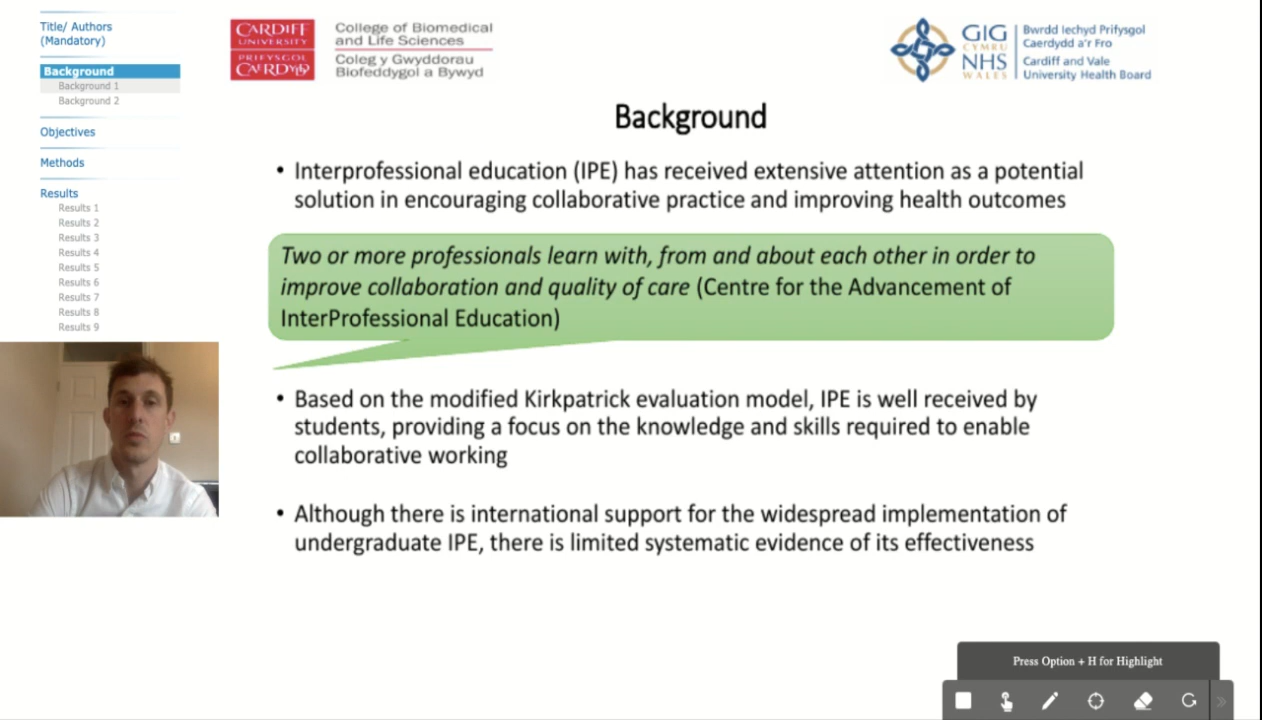 Title/ Authors
(Mandatory)
Background
Background 1
Background 2
Objectives
Methods
Results
Results 1
Results 2
Results 3
Results 4
Results 5
Results 6
Results 7
Results 8
Results 9
CARDIFF
UNIVERSITY
PRIFYSGOL
CAERDYDD
College of Biomedical
and Life Sciences
Coleg y Gwyddorau
Biofeddygol a Bywyd
GIG
CYMRU
NHS
WALES
Bwrdd Iechyd Prifysgol
Caerdydd a'r Fro
Cardiff and Vale
University Health Board
Background
• Interprofessional education (IPE) has received extensive attention as a potential
solution in encouraging collaborative practice and improving health outcomes
Two or more professionals learn with, from and about each other in order to
improve collaboration and quality of care (Centre for the Advancement of
InterProfessional Education)
• Based on the modified Kirkpatrick evaluation model, IPE is well received by
students, providing a focus on the knowledge and skills required to enable
collaborative working
• Although there is international support for the widespread implementation of
undergraduate IPE, there is limited systematic evidence of its effectiveness
Press Option + H for Highlight